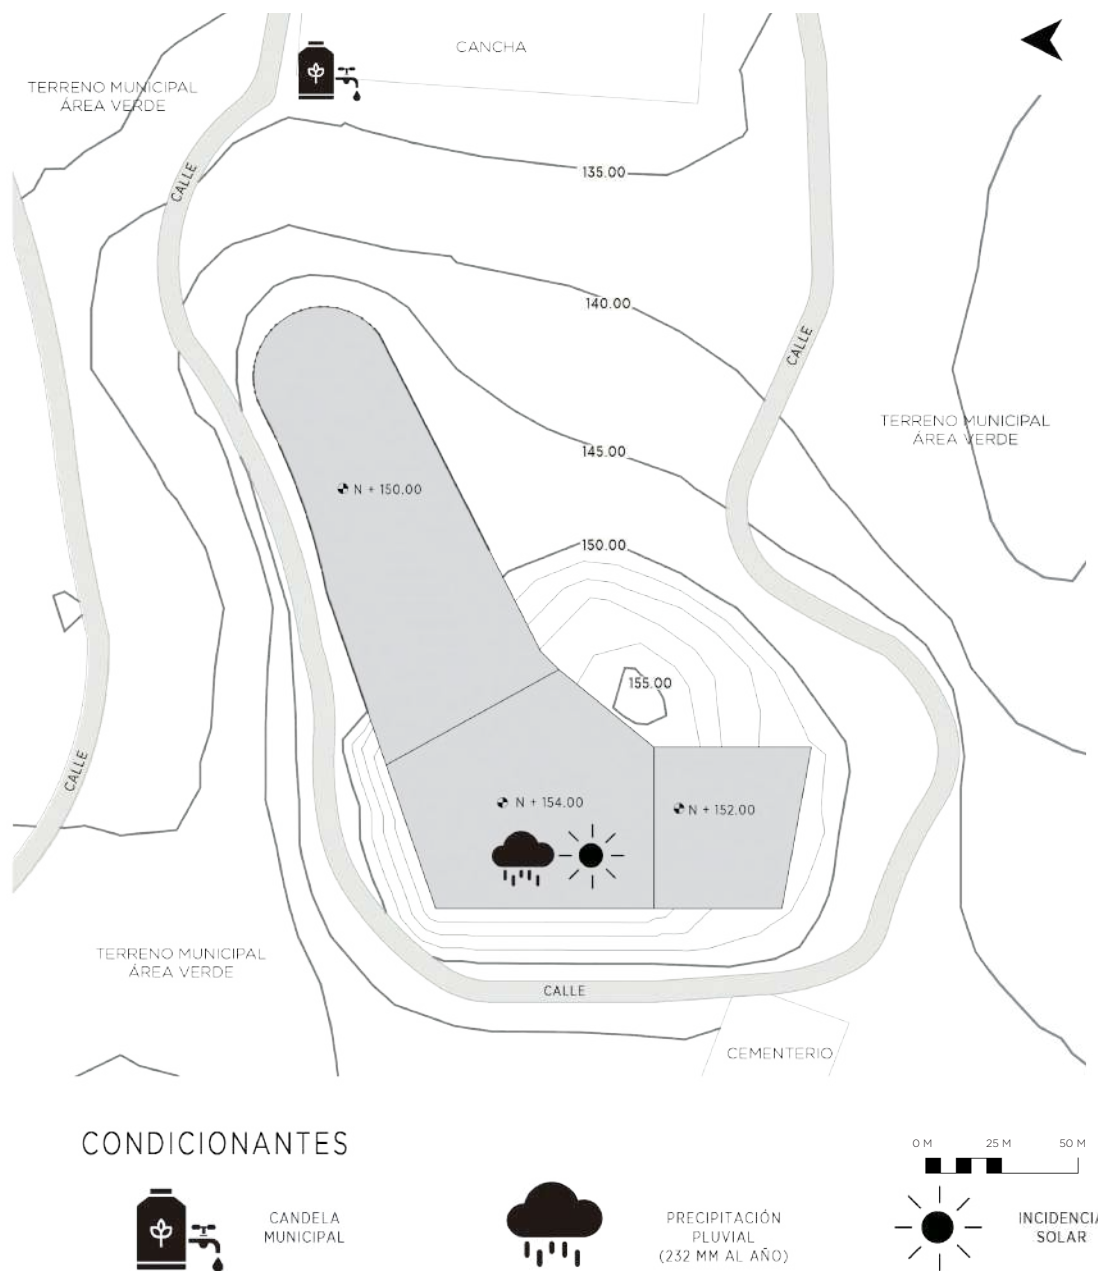 CANCHA
TERRENO MUNICIPAL
ÁREA VERDE
CALLE
135.00
140.00
CALLE
TERRENO MUNICIPAL
ÁREA VERDE
145.00
N + 150.00
150.00
155.00
CALLE
N + 154.00
N + 152.00
TERRENO MUNICIPAL
ÁREA VERDE
CALLE
CEMENTERIO
CONDICIONANTES
0 M 25 M 50 M
CANDELA
MUNICIPAL
PRECIPITACIÓN
PLUVIAL
(232 MM AL AÑO)
INCIDENCIA
SOLAR